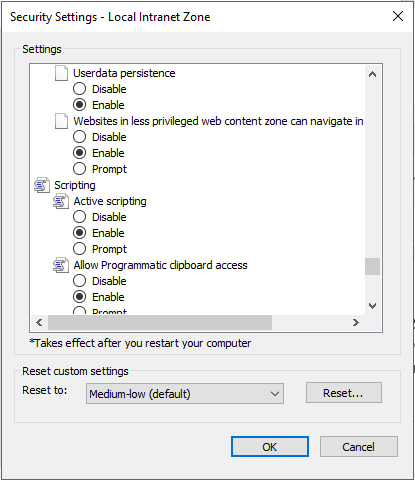 Security Settings - Local Intranet Zone
Settings
Userdata persistence
Disable
Enable
Websites in less privileged web content zone can navigate in
Disable
Enable
Prompt
Scripting
Active scripting
Disable
Enable
Prompt
Allow Programmatic clipboard access
Disable
Enable
Prompt
*Takes effect after you restart your computer
Reset custom settings
Reset to: Medium-low (default) Reset...
OK Cancel